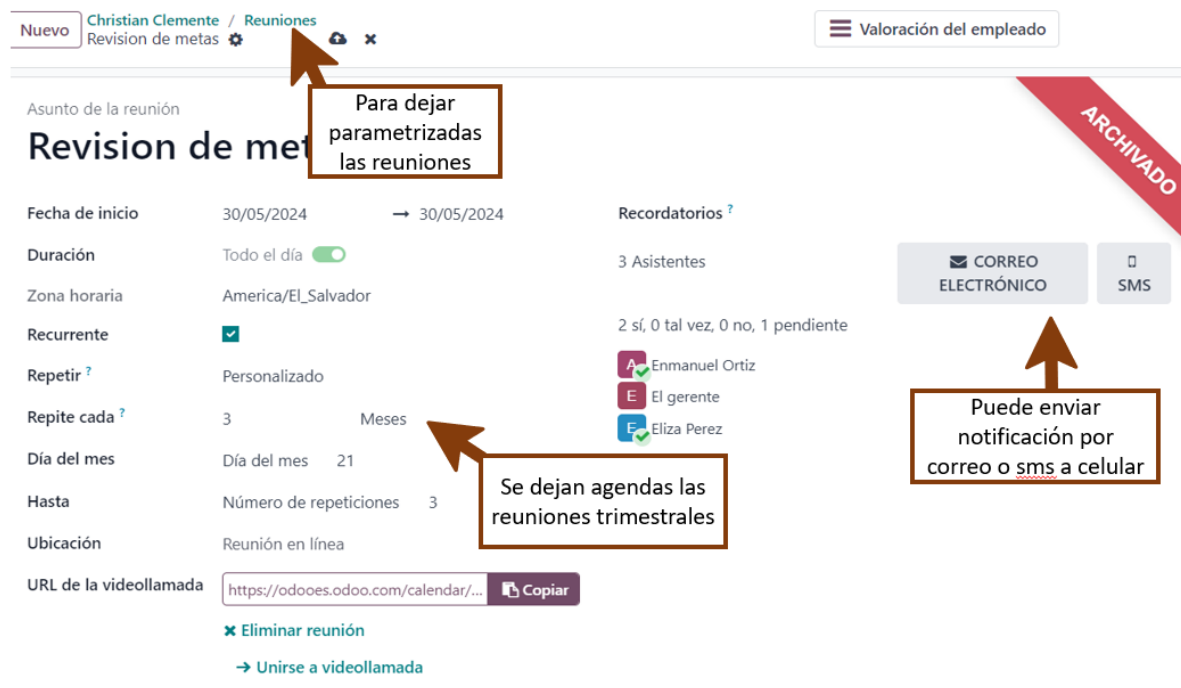 Nuevo
Christian Clemente / Reuniones
Revision de metas
Valoración del empleado
Para dejar
parametrizadas
las reuniones
ARCHIVADO
Asunto de la reunión
Revision de met
Fecha de inicio
30/05/2024 → 30/05/2024
Duración
Todo el día
Zona horaria
America/El_Salvador
Recurrente
Repetir ?
Personalizado
Repite cada ?
3 Meses
Día del mes
Día del mes 21
Hasta
Número de repeticiones 3
Ubicación
Reunión en línea
URL de la videollamada
https://odooes.odoo.com/calendar/...
Copiar
Eliminar reunión
Unirse a videollamada
Se dejan agendas las
reuniones trimestrales
Recordatorios ?
3 Asistentes
CORREO
ELECTRÓNICO
SMS
2 sí, 0 tal vez, 0 no, 1 pendiente
A Enmanuel Ortiz
E El gerente
E Eliza Perez
Puede enviar
notificación por
correo o sms a celular